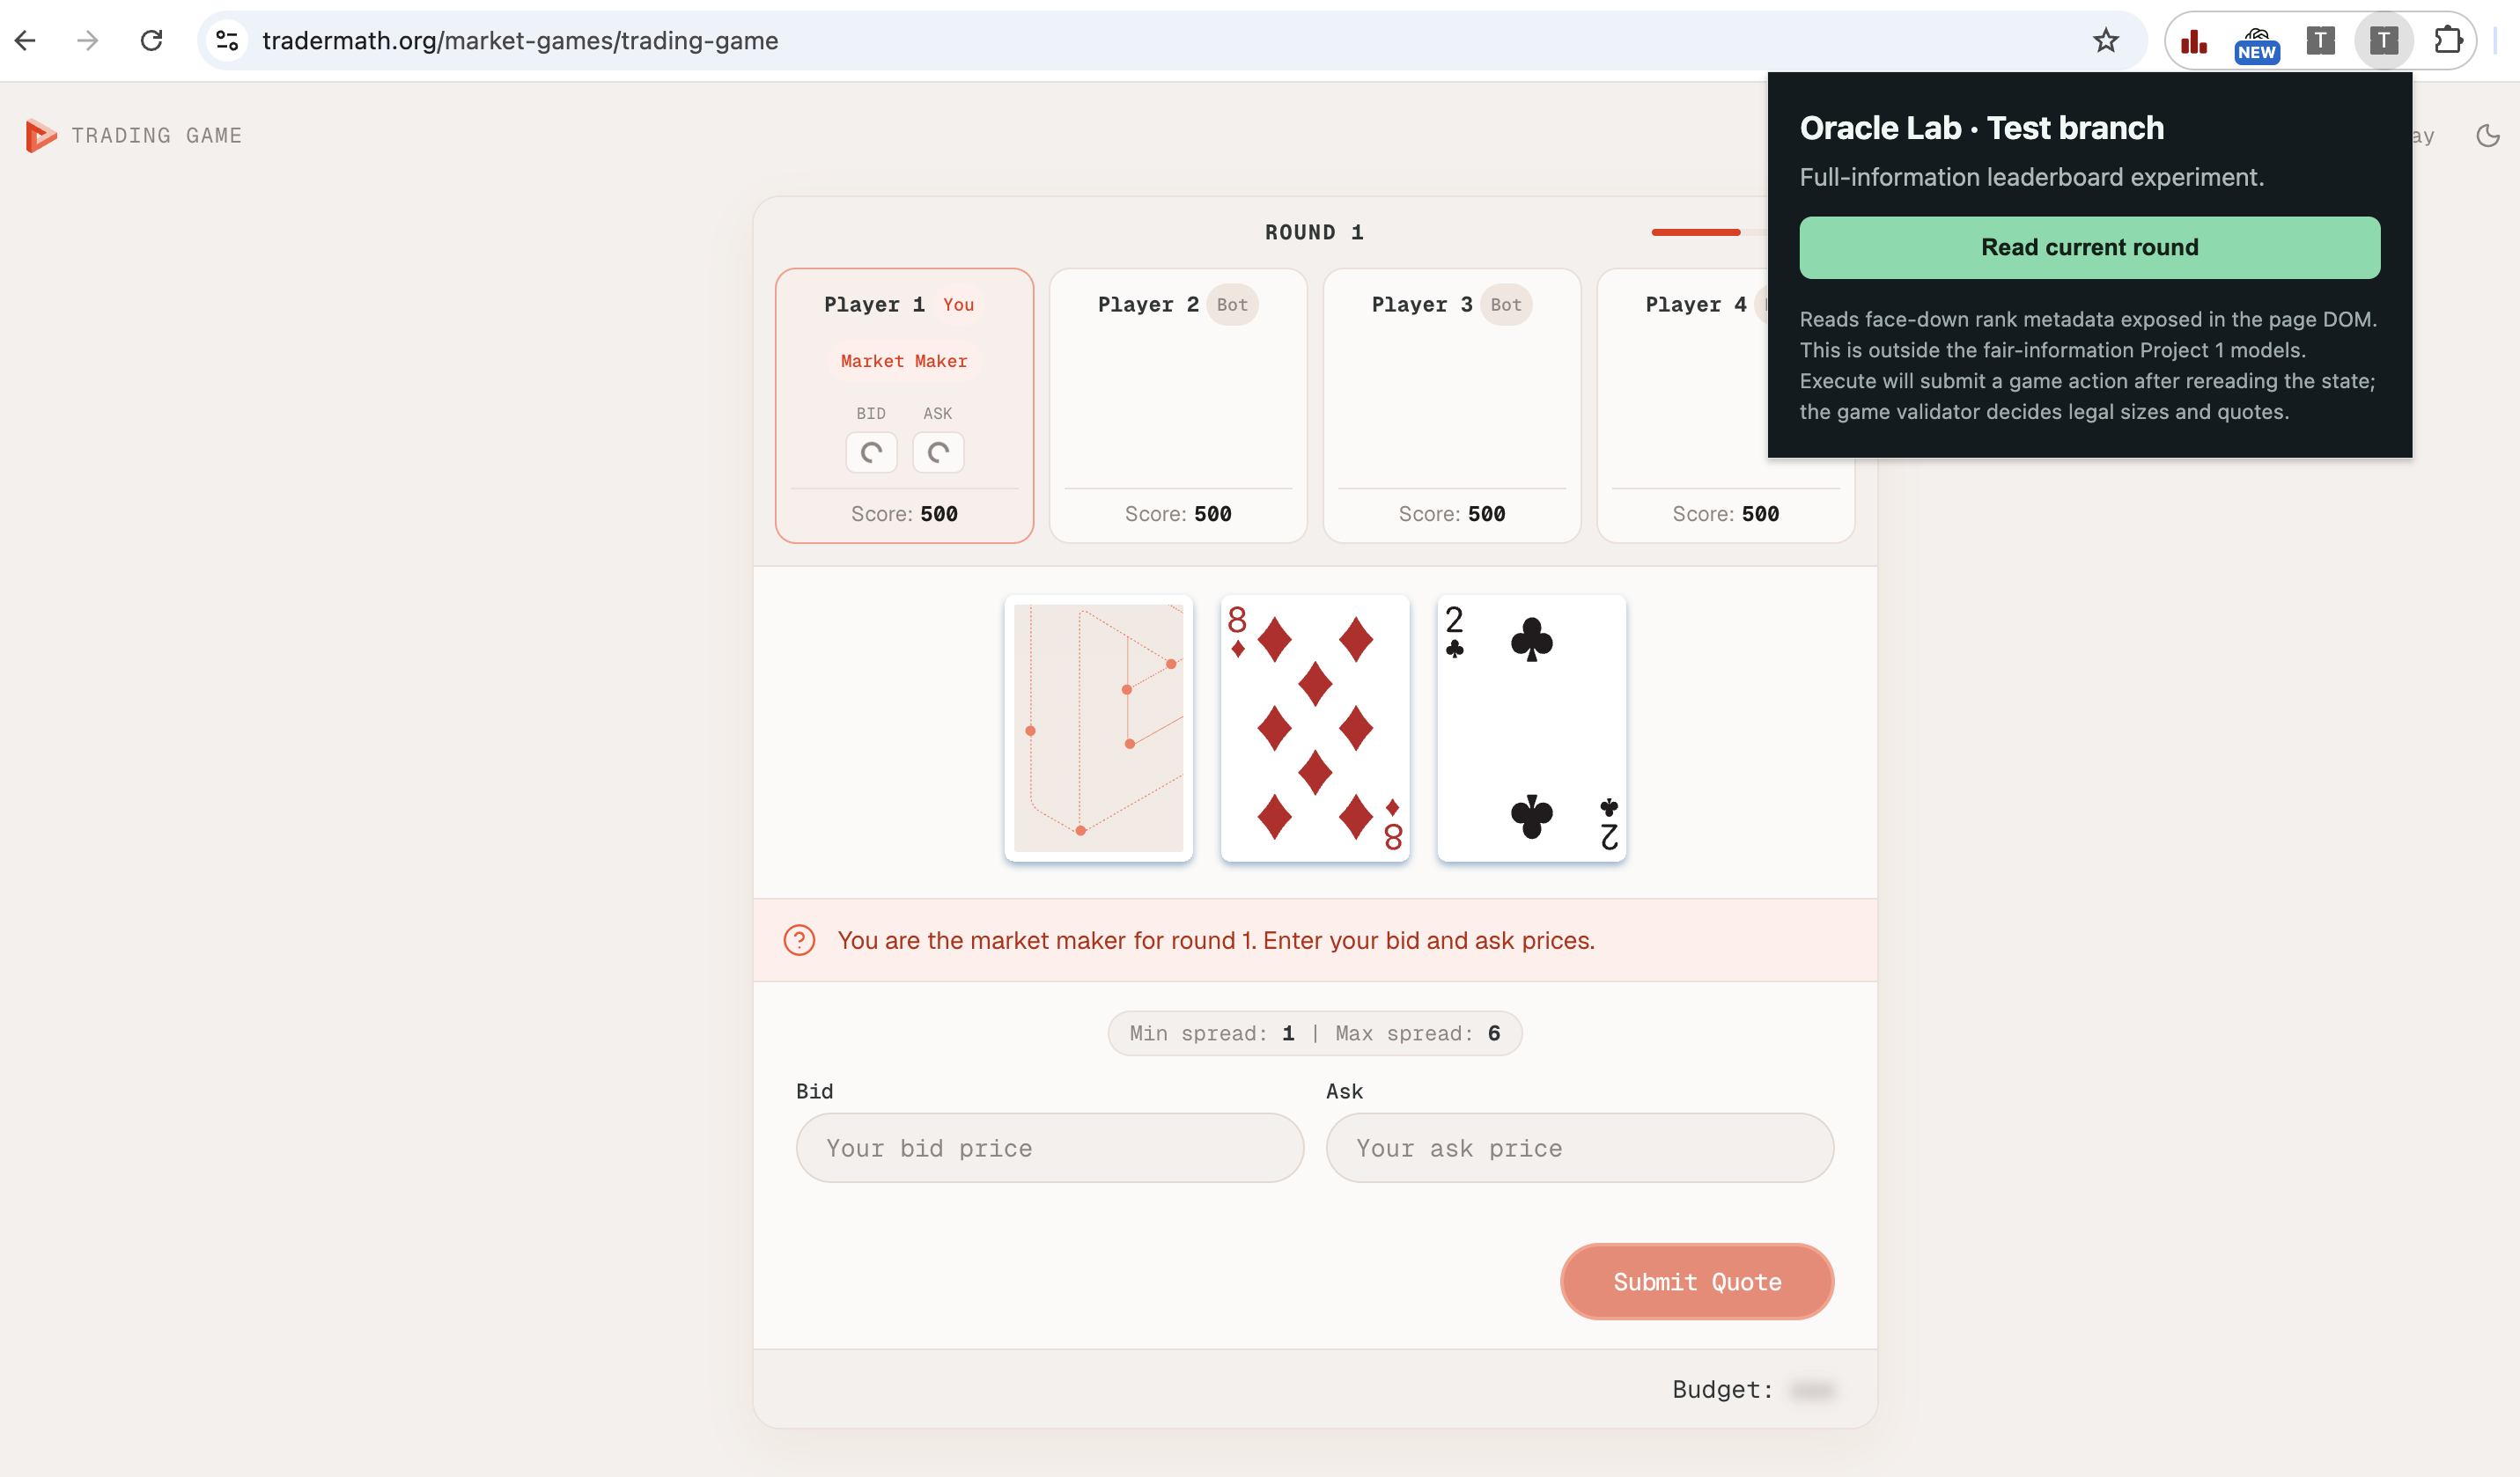 tradermath.org/market-games/trading-game
NEW
T
T
TRADING GAME
ay
Oracle Lab · Test branch
Full-information leaderboard experiment.
Read current round
Reads face-down rank metadata exposed in the page DOM.
This is outside the fair-information Project 1 models.
Execute will submit a game action after rereading the state;
the game validator decides legal sizes and quotes.
ROUND 1
Player 1 You
Market Maker
BID ASK
Score: 500
Player 2 Bot
Score: 500
Player 3 Bot
Score: 500
Player 4
Score: 500
8
8
2
2
You are the market maker for round 1. Enter your bid and ask prices.
Min spread: 1 | Max spread: 6
Bid Ask
Your bid price Your ask price
Submit Quote
Budget: